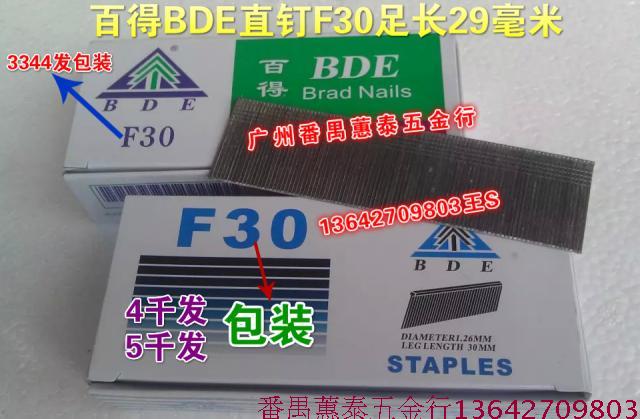 百得BDE直钉F30足长29毫米
3344发包装
BDE
F30
百得
BDE
Brad Nails
广州番禺蕙泰五金行
13642709803王S
F30
BDE
4千发
5千发
包装
DIAMETER1.26MM
LEG LENGTH 30MM
STAPLES
番禺蕙泰五金行13642709803